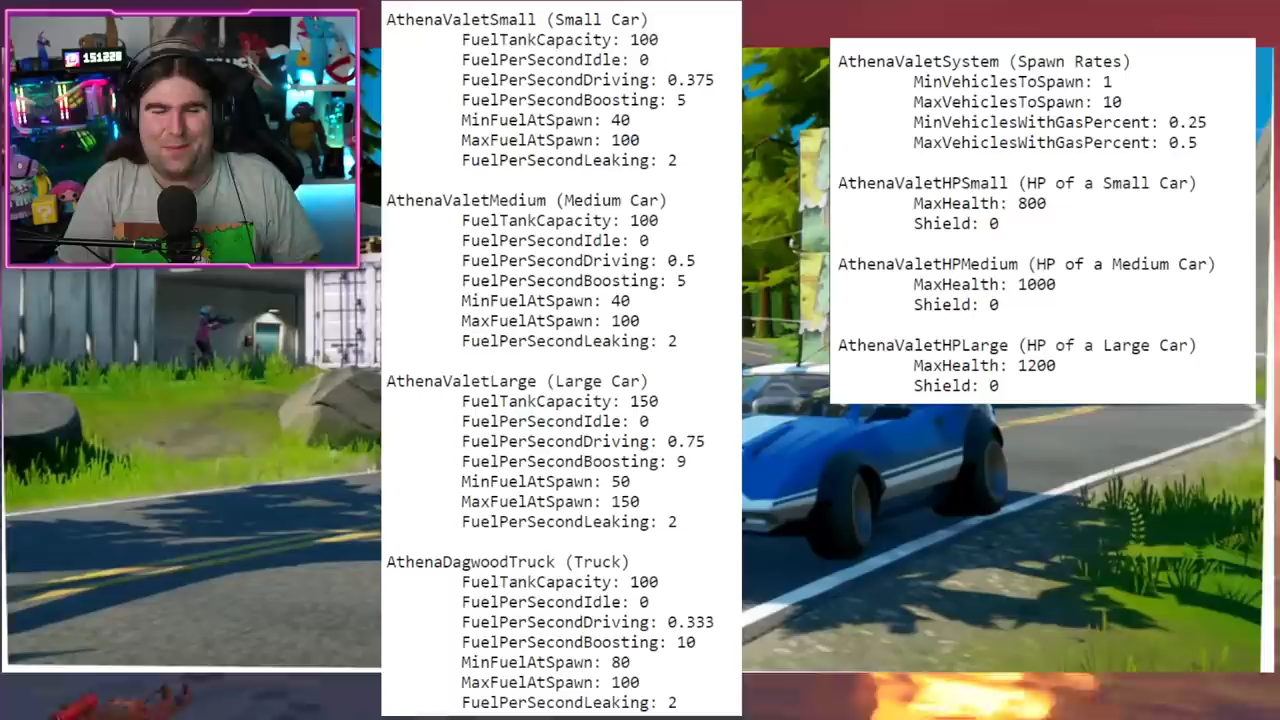 151228
AthenaValetSmall (Small Car)
FuelTankCapacity: 100
FuelPerSecondIdle: 0
FuelPerSecondDriving: 0.375
FuelPerSecondBoosting: 5
MinFuelAtSpawn: 40
MaxFuelAtSpawn: 100
FuelPerSecondLeaking: 2
AthenaValetMedium (Medium Car)
FuelTankCapacity: 100
FuelPerSecondIdle: 0
FuelPerSecondDriving: 0.5
FuelPerSecondBoosting: 5
MinFuelAtSpawn: 40
MaxFuelAtSpawn: 100
FuelPerSecondLeaking: 2
AthenaValetLarge (Large Car)
FuelTankCapacity: 150
FuelPerSecondIdle: 0
FuelPerSecondDriving: 0.75
FuelPerSecondBoosting: 9
MinFuelAtSpawn: 50
MaxFuelAtSpawn: 150
FuelPerSecondLeaking: 2
AthenaDagwoodTruck (Truck)
FuelTankCapacity: 100
FuelPerSecondIdle: 0
FuelPerSecondDriving: 0.333
FuelPerSecondBoosting: 10
MinFuelAtSpawn: 80
MaxFuelAtSpawn: 100
FuelPerSecondLeaking: 2
AthenaValetSystem (Spawn Rates)
MinVehiclesToSpawn: 1
MaxVehiclesToSpawn: 10
MinVehiclesWithGasPercent: 0.25
MaxVehiclesWithGasPercent: 0.5
AthenaValetHPSmall (HP of a Small Car)
MaxHealth: 800
Shield: 0
AthenaValetHPMedium (HP of a Medium Car)
MaxHealth: 1000
Shield: 0
AthenaValetHPLarge (HP of a Large Car)
MaxHealth: 1200
Shield: 0